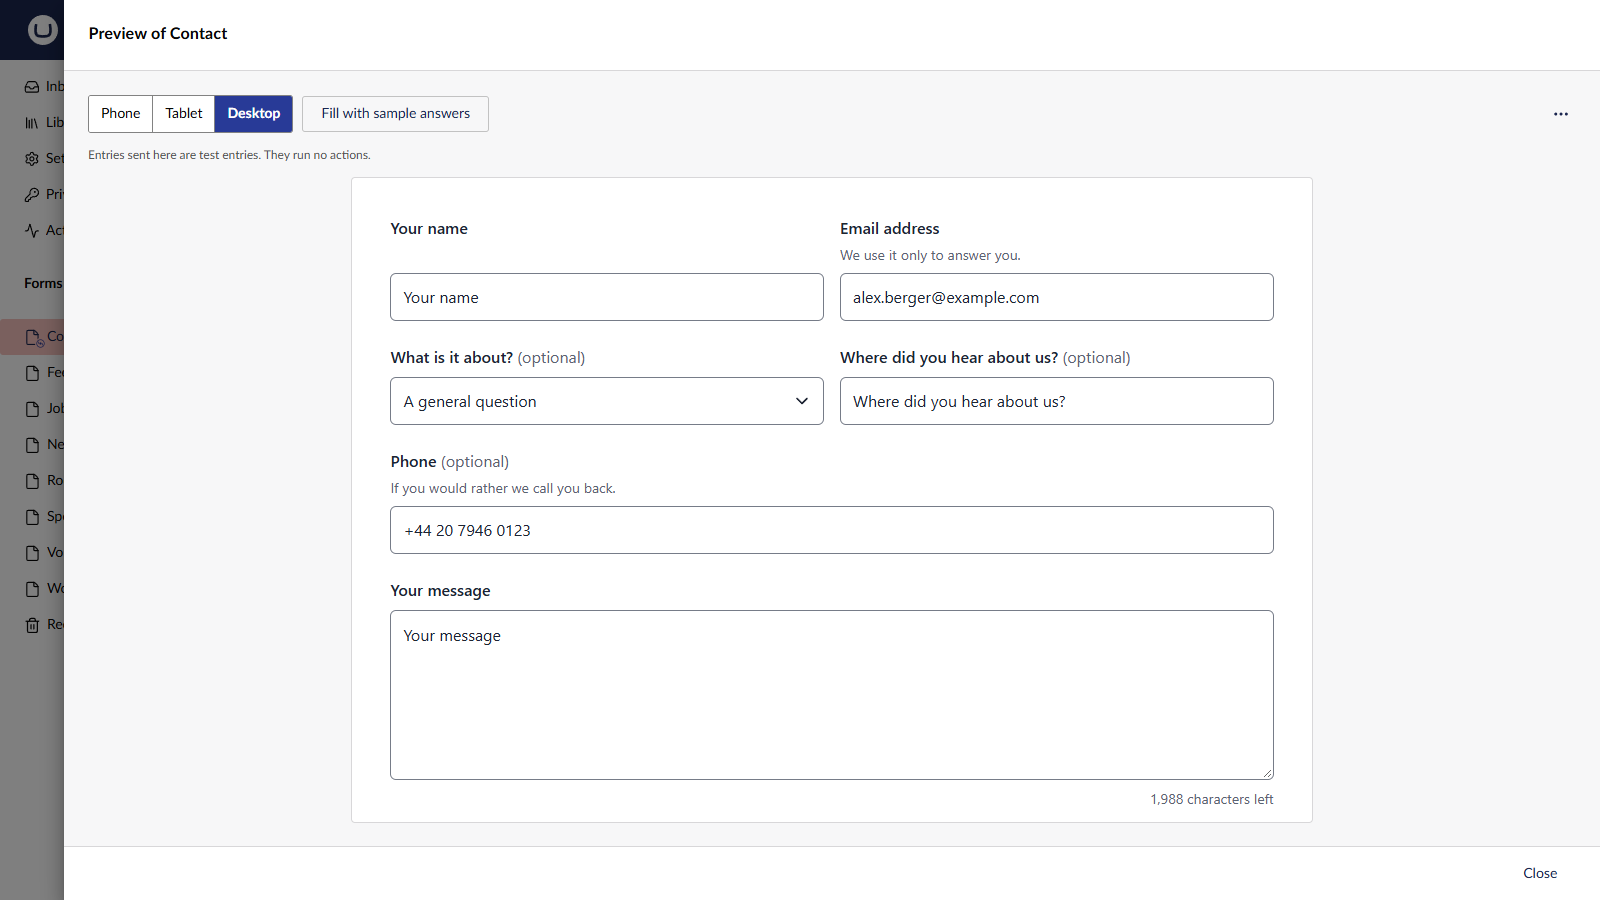 Preview of Contact
Phone
Tablet
Desktop
Fill with sample answers
Entries sent here are test entries. They run no actions.
Forms
Your name
Email address
We use it only to answer you.
Your name
alex.berger@example.com
What is it about? (optional)
Where did you hear about us? (optional)
A general question
Where did you hear about us?
Phone (optional)
If you would rather we call you back.
+44 20 7946 0123
Your message
Your message
1,988 characters left
Close